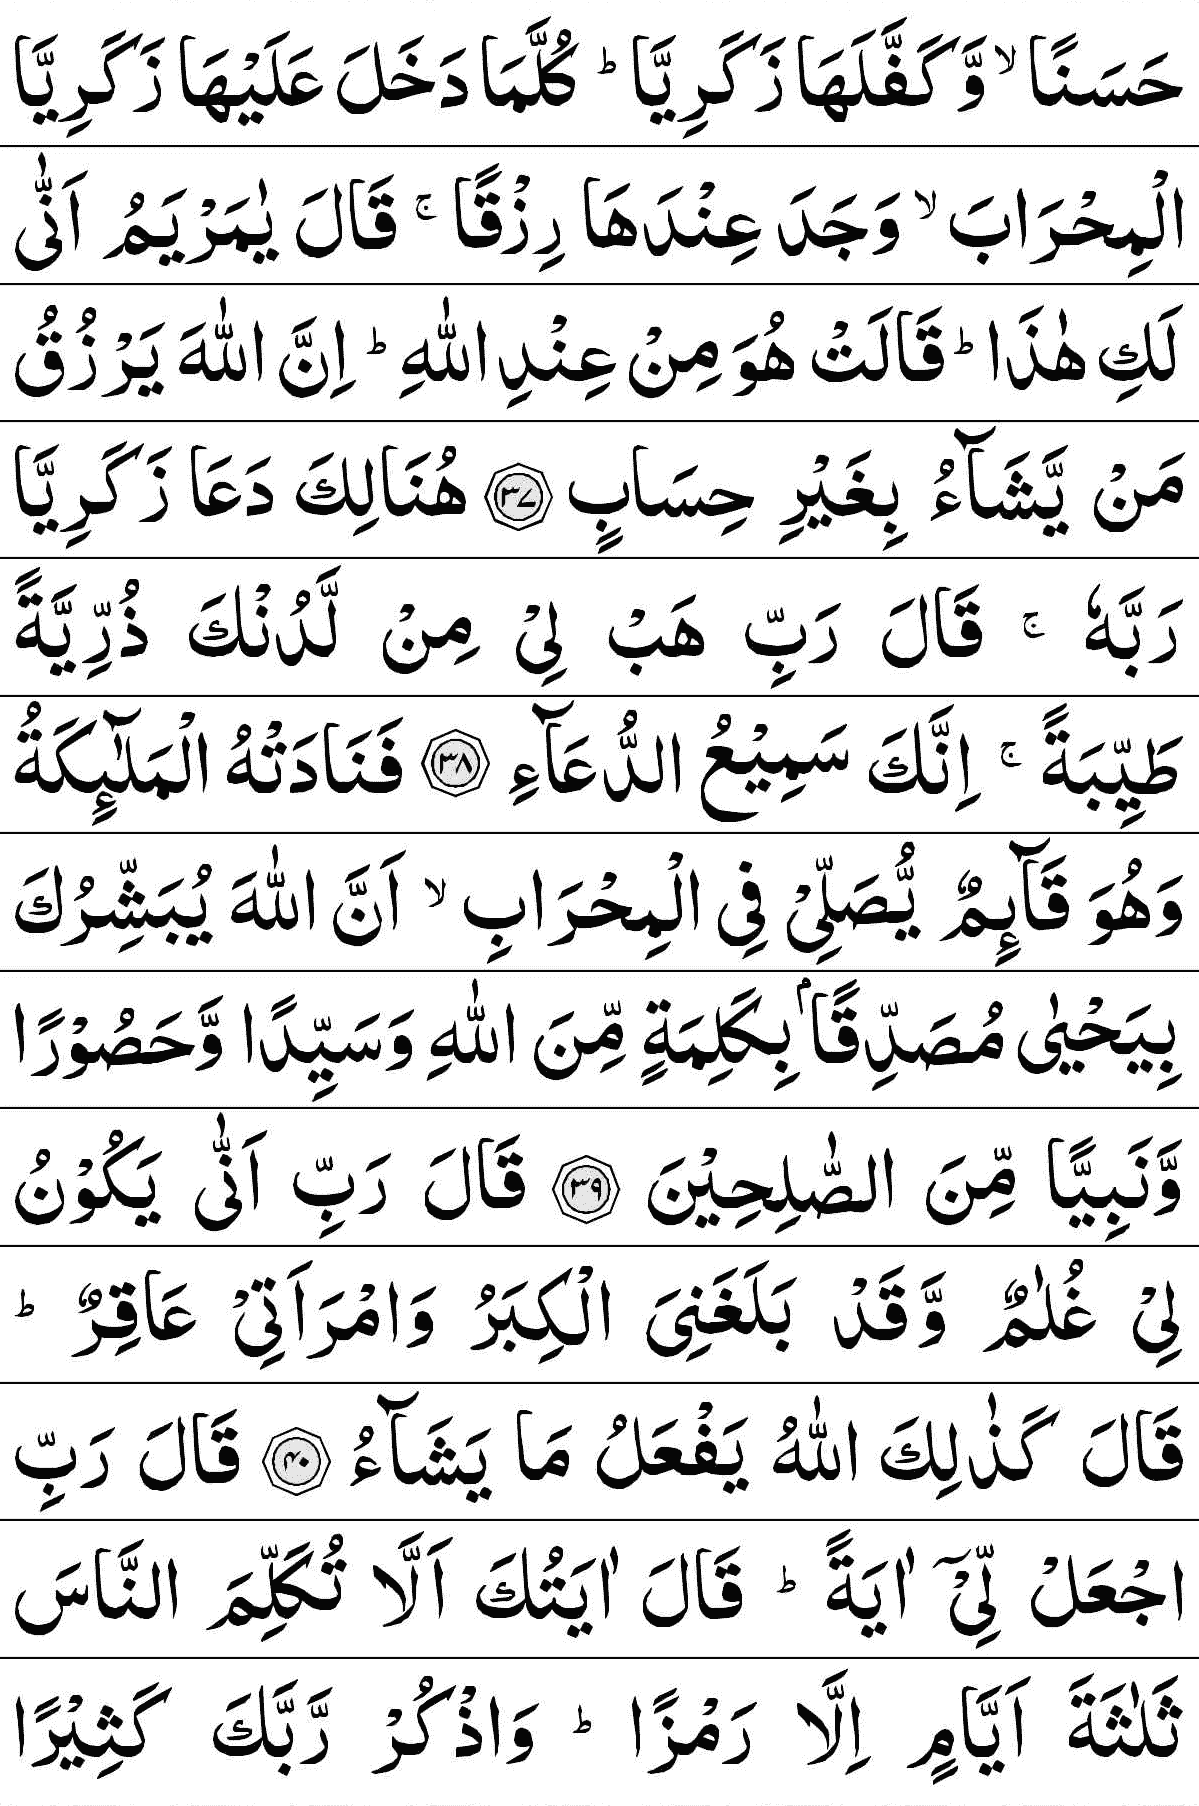 حَسَنًا ۙ وَّ كَفَّلَهَا زَكَرِيَّا ؕ كُلَّمَا دَخَلَ عَلَيْهَا زَكَرِيَّا
الْمِحْرَابَ ۙ وَجَدَ عِنْدَهَا رِزْقًا ۚ قَالَ يٰمَرْيَمُ اَنّٰى
لَكِ هٰذَا ؕ قَالَتْ هُوَ مِنْ عِنْدِ اللّٰهِ ؕ اِنَّ اللّٰهَ يَرْزُقُ
مَنْ يَّشَآءُ بِغَيْرِ حِسَابٍ ﴿۳۷﴾ هُنَالِكَ دَعَا زَكَرِيَّا
رَبَّهٗ ۚ قَالَ رَبِّ هَبْ لِيْ مِنْ لَّدُنْكَ ذُرِّيَّةً
طَيِّبَةً ۚ اِنَّكَ سَمِيْعُ الدُّعَآءِ ﴿۳۸﴾ فَنَادَتْهُ الْمَلٰٓئِكَةُ
وَهُوَ قَآئِمٌ يُّصَلِّيْ فِي الْمِحْرَابِ ۙ اَنَّ اللّٰهَ يُبَشِّرُكَ
بِيَحْيٰى مُصَدِّقًاۢ بِكَلِمَةٍ مِّنَ اللّٰهِ وَسَيِّدًا وَّحَصُوْرًا
وَّنَبِيًّا مِّنَ الصّٰلِحِيْنَ ﴿۳۹﴾ قَالَ رَبِّ اَنّٰى يَكُوْنُ
لِيْ غُلٰمٌ وَّقَدْ بَلَغَنِيَ الْكِبَرُ وَامْرَاَتِيْ عَاقِرٌ ؕ
قَالَ كَذٰلِكَ اللّٰهُ يَفْعَلُ مَا يَشَآءُ ﴿۴۰﴾ قَالَ رَبِّ
اجْعَلْ لِّيْٓ اٰيَةً ؕ قَالَ اٰيَتُكَ اَلَّا تُكَلِّمَ النَّاسَ
ثَلٰثَةَ اَيَّامٍ اِلَّا رَمْزًا ؕ وَاذْكُرْ رَّبَّكَ كَثِيْرًا